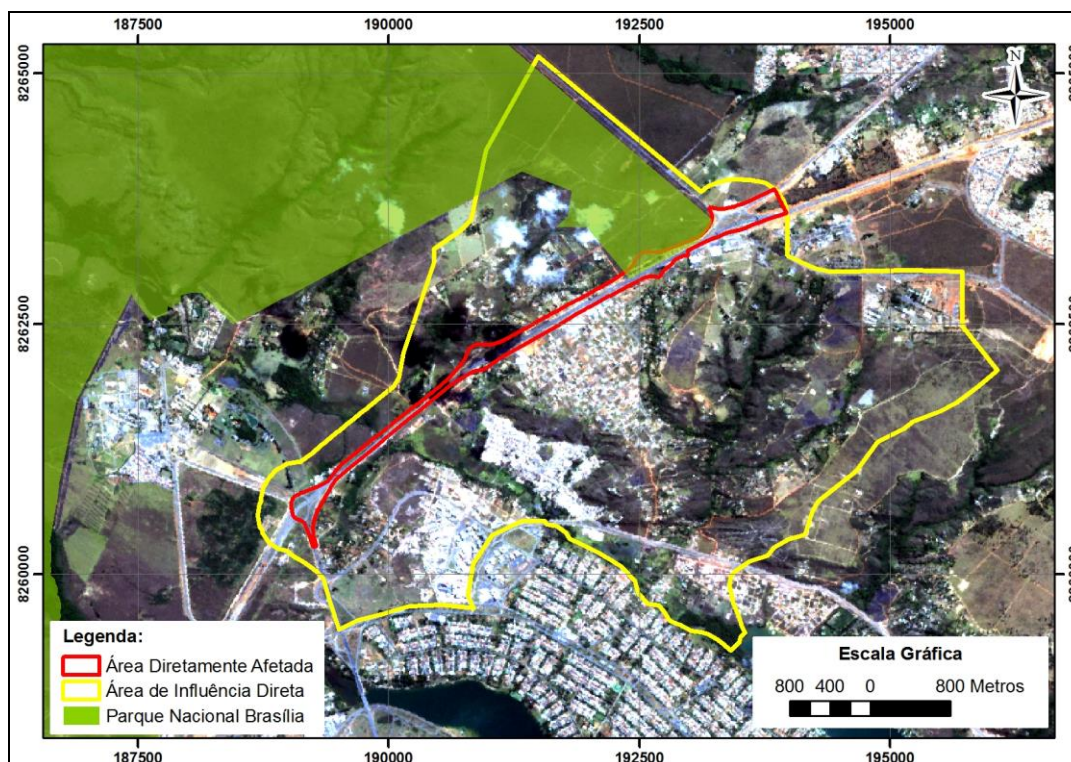 187500 190000 192500 195000
N
8265000
8262500
8260000
Legenda:
Área Diretamente Afetada
Área de Influência Direta
Parque Nacional Brasília
Escala Gráfica
800 400 0 800 Metros
187500 190000 192500 195000